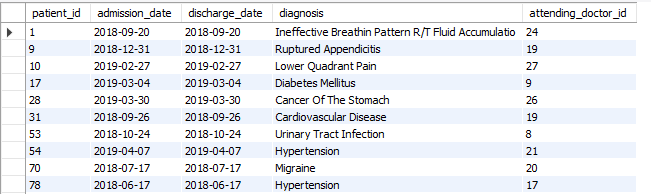 patient_id admission_date discharge_date diagnosis attending_doctor_id
1 2018-09-20 2018-09-20 Ineffective Breathin Pattern R/T Fluid Accumulatio 24
9 2018-12-31 2018-12-31 Ruptured Appendicitis 19
10 2019-02-27 2019-02-27 Lower Quadrant Pain 27
17 2019-03-04 2019-03-04 Diabetes Mellitus 9
28 2019-03-30 2019-03-30 Cancer Of The Stomach 26
31 2018-09-26 2018-09-26 Cardiovascular Disease 19
53 2018-10-24 2018-10-24 Urinary Tract Infection 8
54 2019-04-07 2019-04-07 Hypertension 21
70 2018-07-17 2018-07-17 Migraine 20
78 2018-06-17 2018-06-17 Hypertension 17